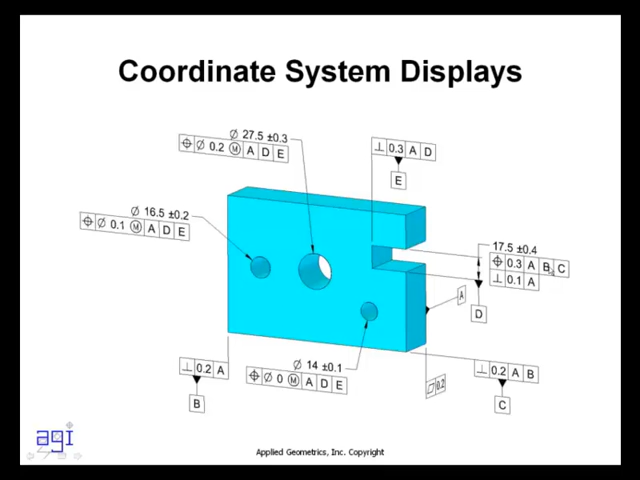 Coordinate System Displays
⌀ 27.5 ±0.3
⌖ ⌀ 0.2 Ⓜ A D E
⟂ 0.3 A D
E
⌀ 16.5 ±0.2
⌖ ⌀ 0.1 Ⓜ A D E
17.5 ±0.4
⌖ 0.3 A B C
⟂ 0.1 A
A
D
⌀ 14 ±0.1
⌖ ⌀ 0 Ⓜ A D E
⟂ 0.2 A
B
⏥ 0.2
⟂ 0.2 A B
C
agi
Applied Geometrics, Inc. Copyright